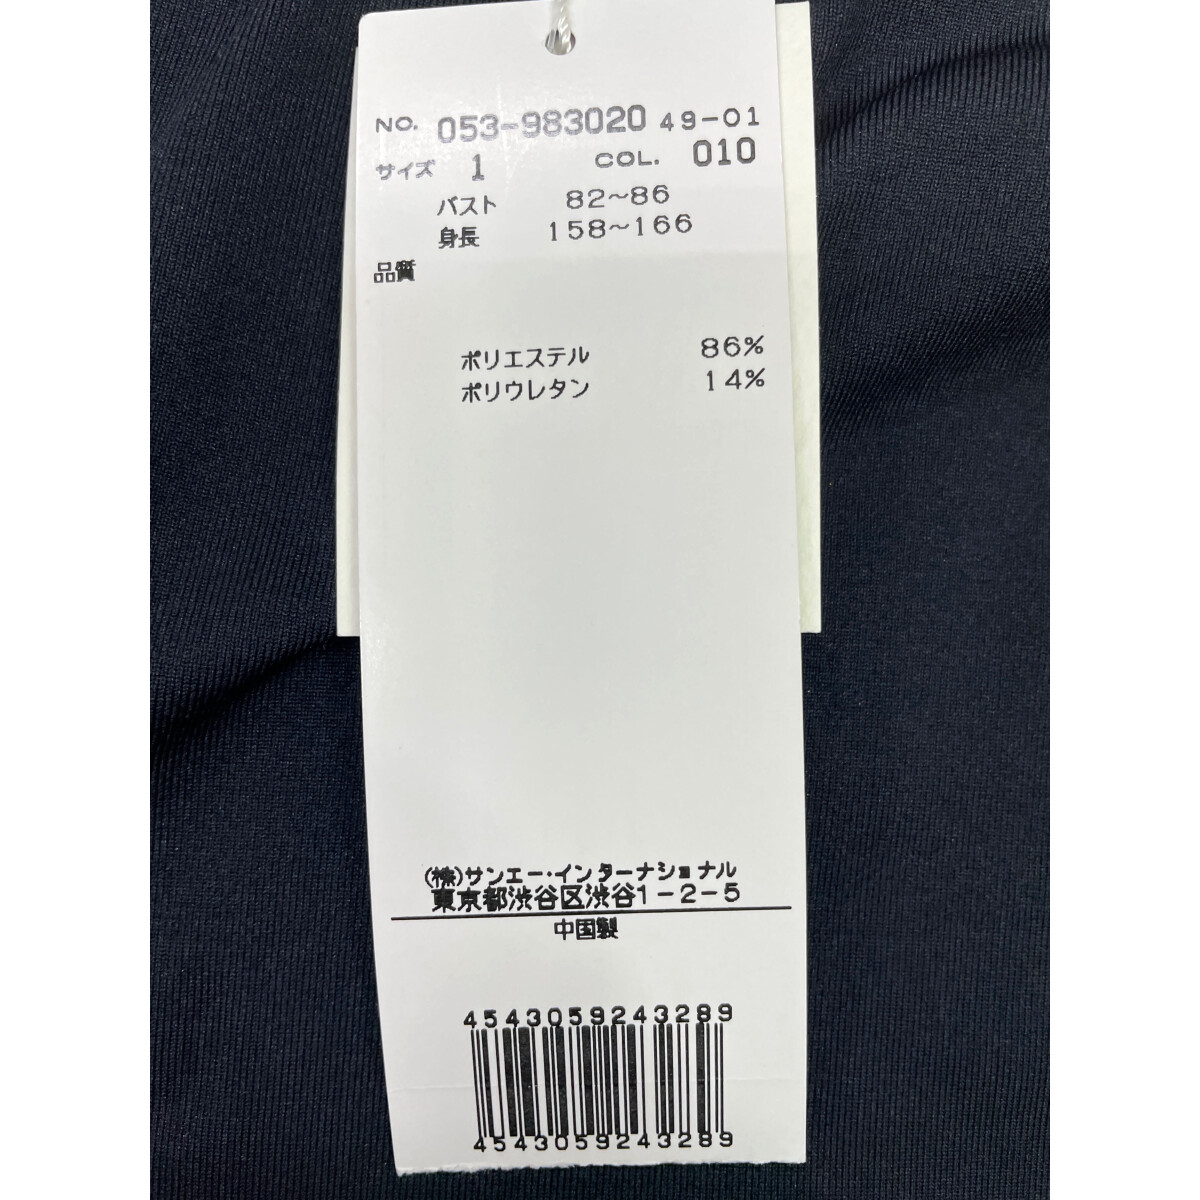 NO. 053-983020 49-01
サイズ 1 COL. 010
バスト 82~86
身長 158~166
品質
ポリエステル 86%
ポリウレタン 14%
(株)サンエー・インターナショナル
東京都渋谷区渋谷1-2-5
中国製
4543059243289
4543059243289